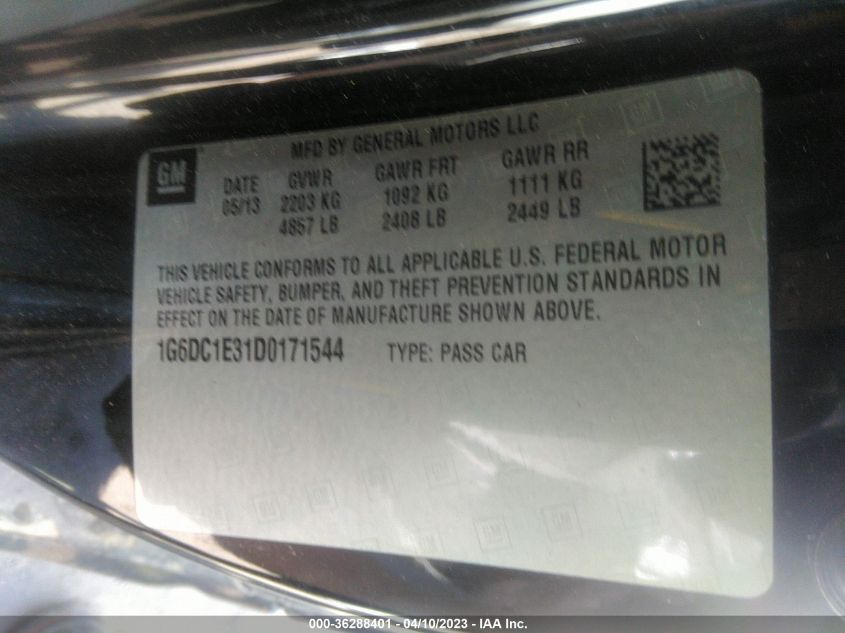 MFD BY GENERAL MOTORS LLC
GM
DATE GVWR GAWR FRT GAWR RR
05/13 2203 KG 1092 KG 1111 KG
4857 LB 2408 LB 2449 LB
THIS VEHICLE CONFORMS TO ALL APPLICABLE U.S. FEDERAL MOTOR
VEHICLE SAFETY, BUMPER, AND THEFT PREVENTION STANDARDS IN
EFFECT ON THE DATE OF MANUFACTURE SHOWN ABOVE.
1G6DC1E31D0171544 TYPE: PASS CAR
000-36288401 - 04/10/2023 - IAA Inc.